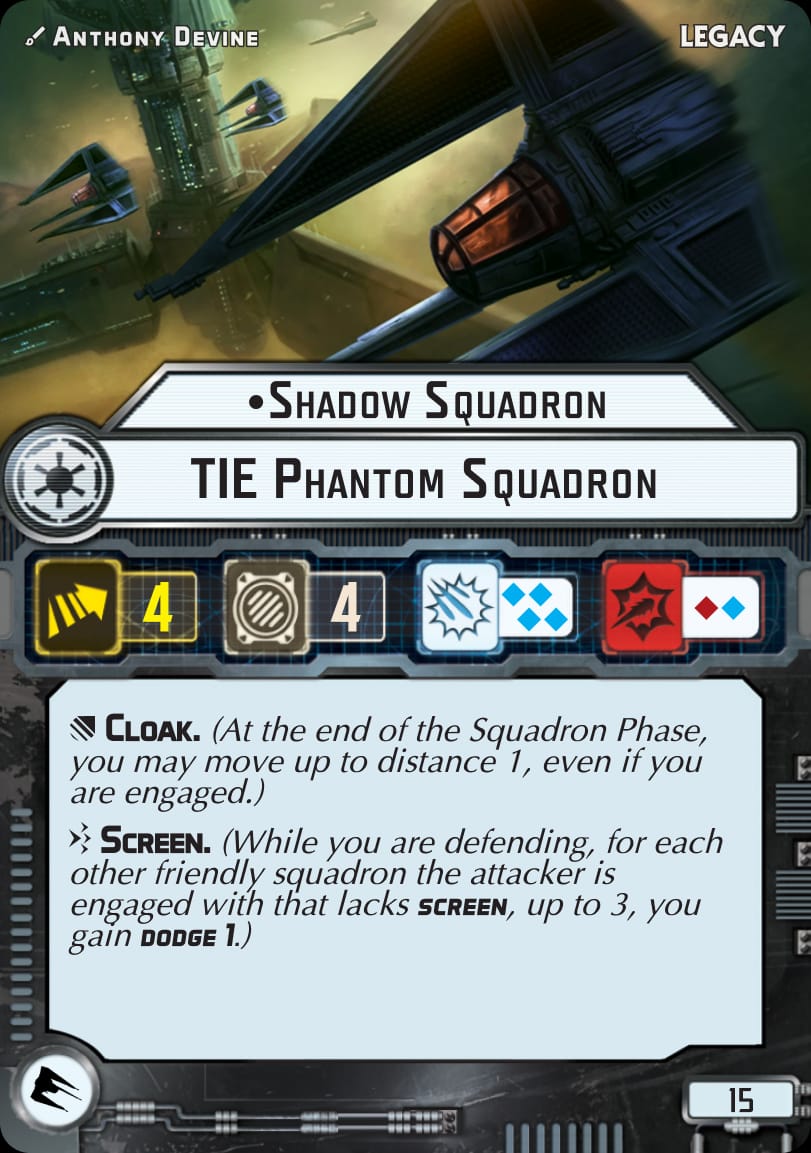 Anthony Devine
LEGACY
•Shadow Squadron
TIE Phantom Squadron
4 4
Cloak. (At the end of the Squadron Phase,
you may move up to distance 1, even if you
are engaged.)
Screen. (While you are defending, for each
other friendly squadron the attacker is
engaged with that lacks SCREEN, up to 3, you
gain DODGE 1.)
15